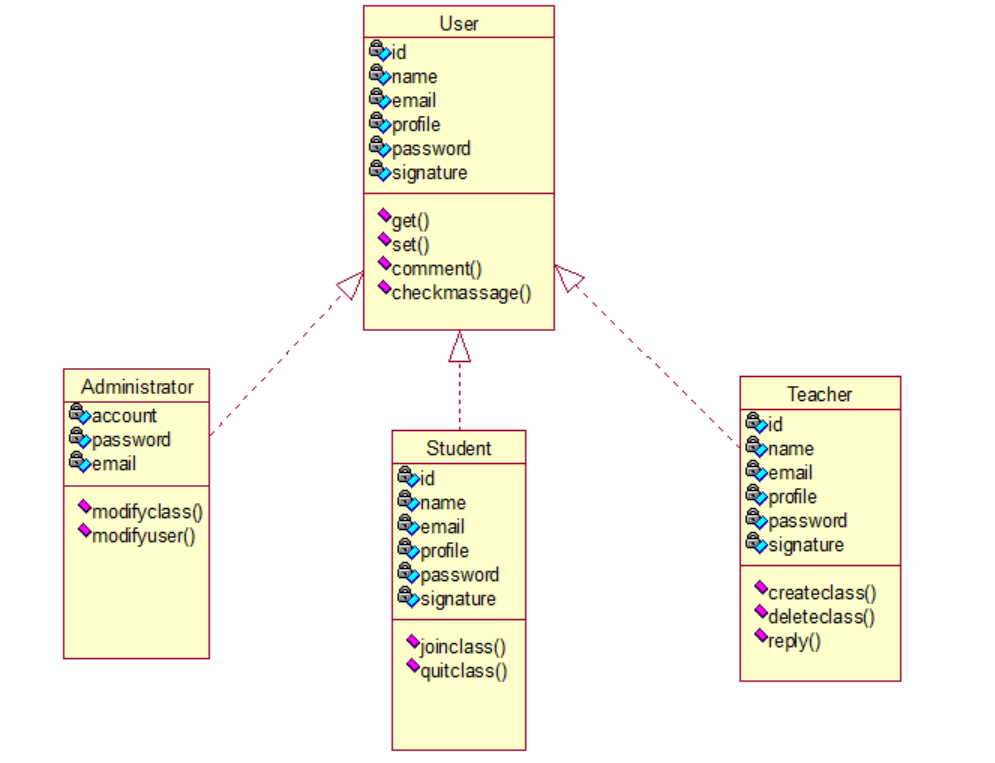 User
id
name
email
profile
password
signature
get()
set()
comment()
checkmassage()
Administrator
account
password
email
modifyclass()
modifyuser()
Student
id
name
email
profile
password
signature
joinclass()
quitclass()
Teacher
id
name
email
profile
password
signature
createclass()
deleteclass()
reply()